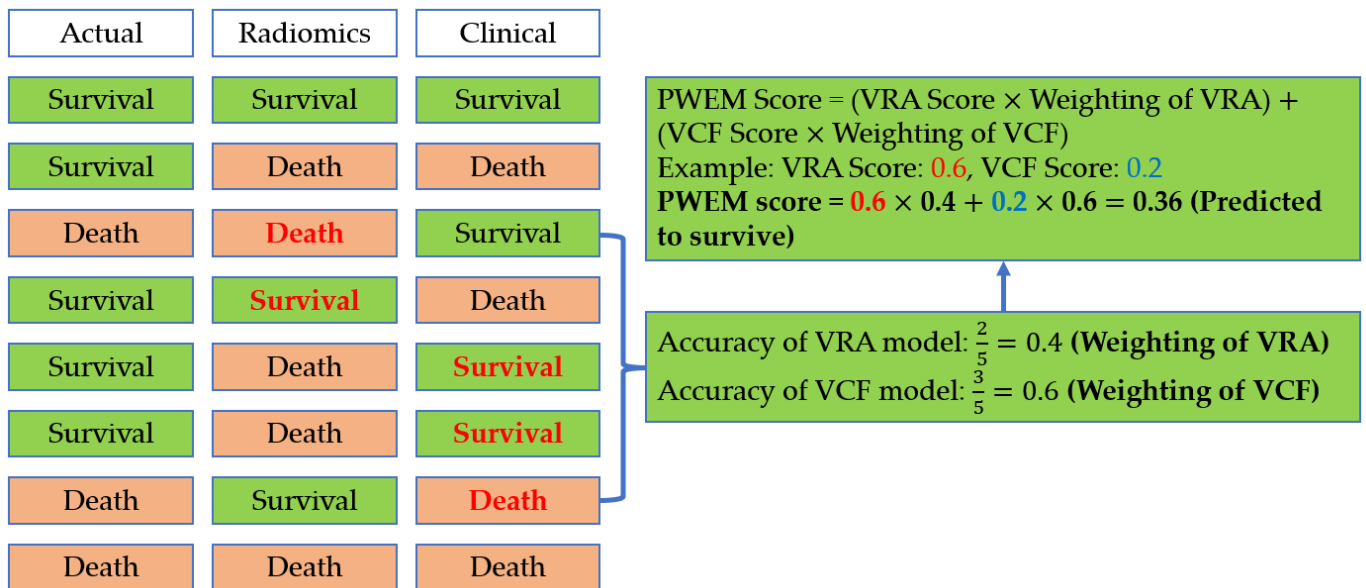 Actual Radiomics Clinical
Survival Survival Survival
Survival Death Death
Death Death Survival
Survival Survival Death
Survival Death Survival
Survival Death Survival
Death Survival Death
Death Death Death
PWEM Score = (VRA Score × Weighting of VRA) +
(VCF Score × Weighting of VCF)
Example: VRA Score: 0.6, VCF Score: 0.2
PWEM score = 0.6 × 0.4 + 0.2 × 0.6 = 0.36 (Predicted
to survive)
Accuracy of VRA model: 2/5 = 0.4 (Weighting of VRA)
Accuracy of VCF model: 3/5 = 0.6 (Weighting of VCF)